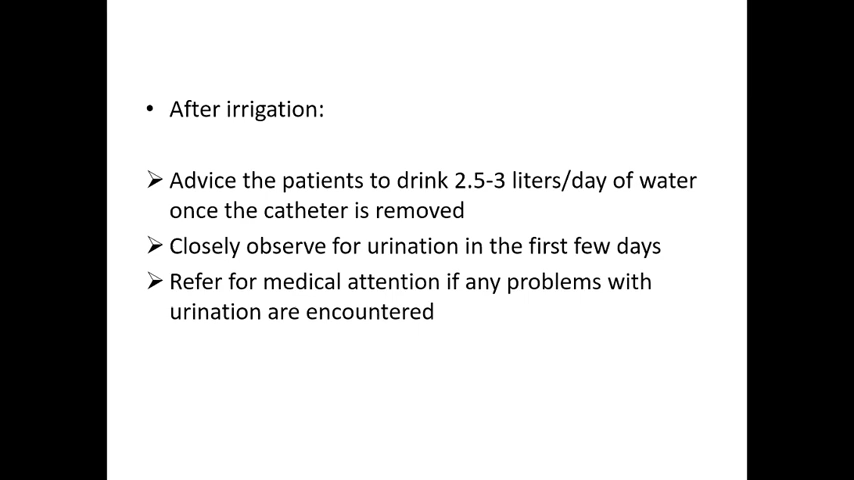 • After irrigation:
➢ Advice the patients to drink 2.5-3 liters/day of water
once the catheter is removed
➢ Closely observe for urination in the first few days
➢ Refer for medical attention if any problems with
urination are encountered